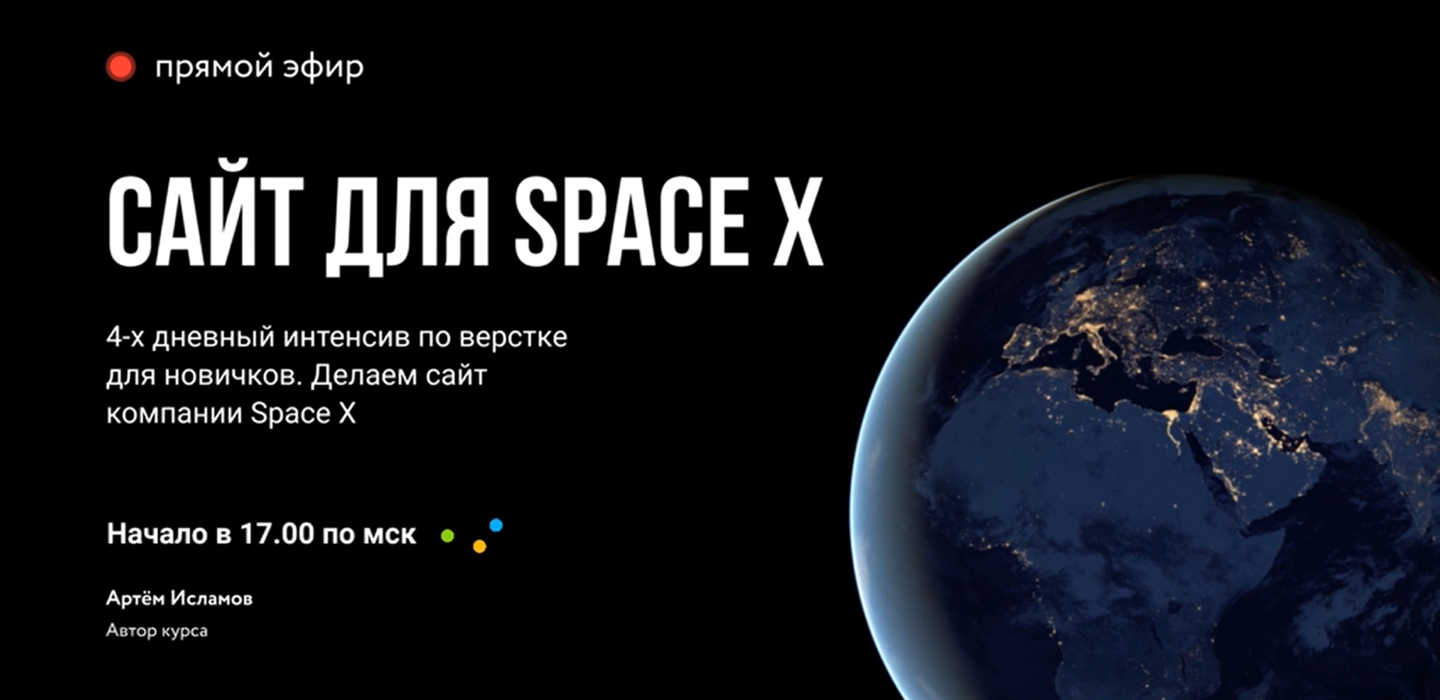 прямой эфир
САЙТ ДЛЯ SPACE X
4-х дневный интенсив по верстке
для новичков. Делаем сайт
компании Space X
Начало в 17.00 по мск
Артём Исламов
Автор курса